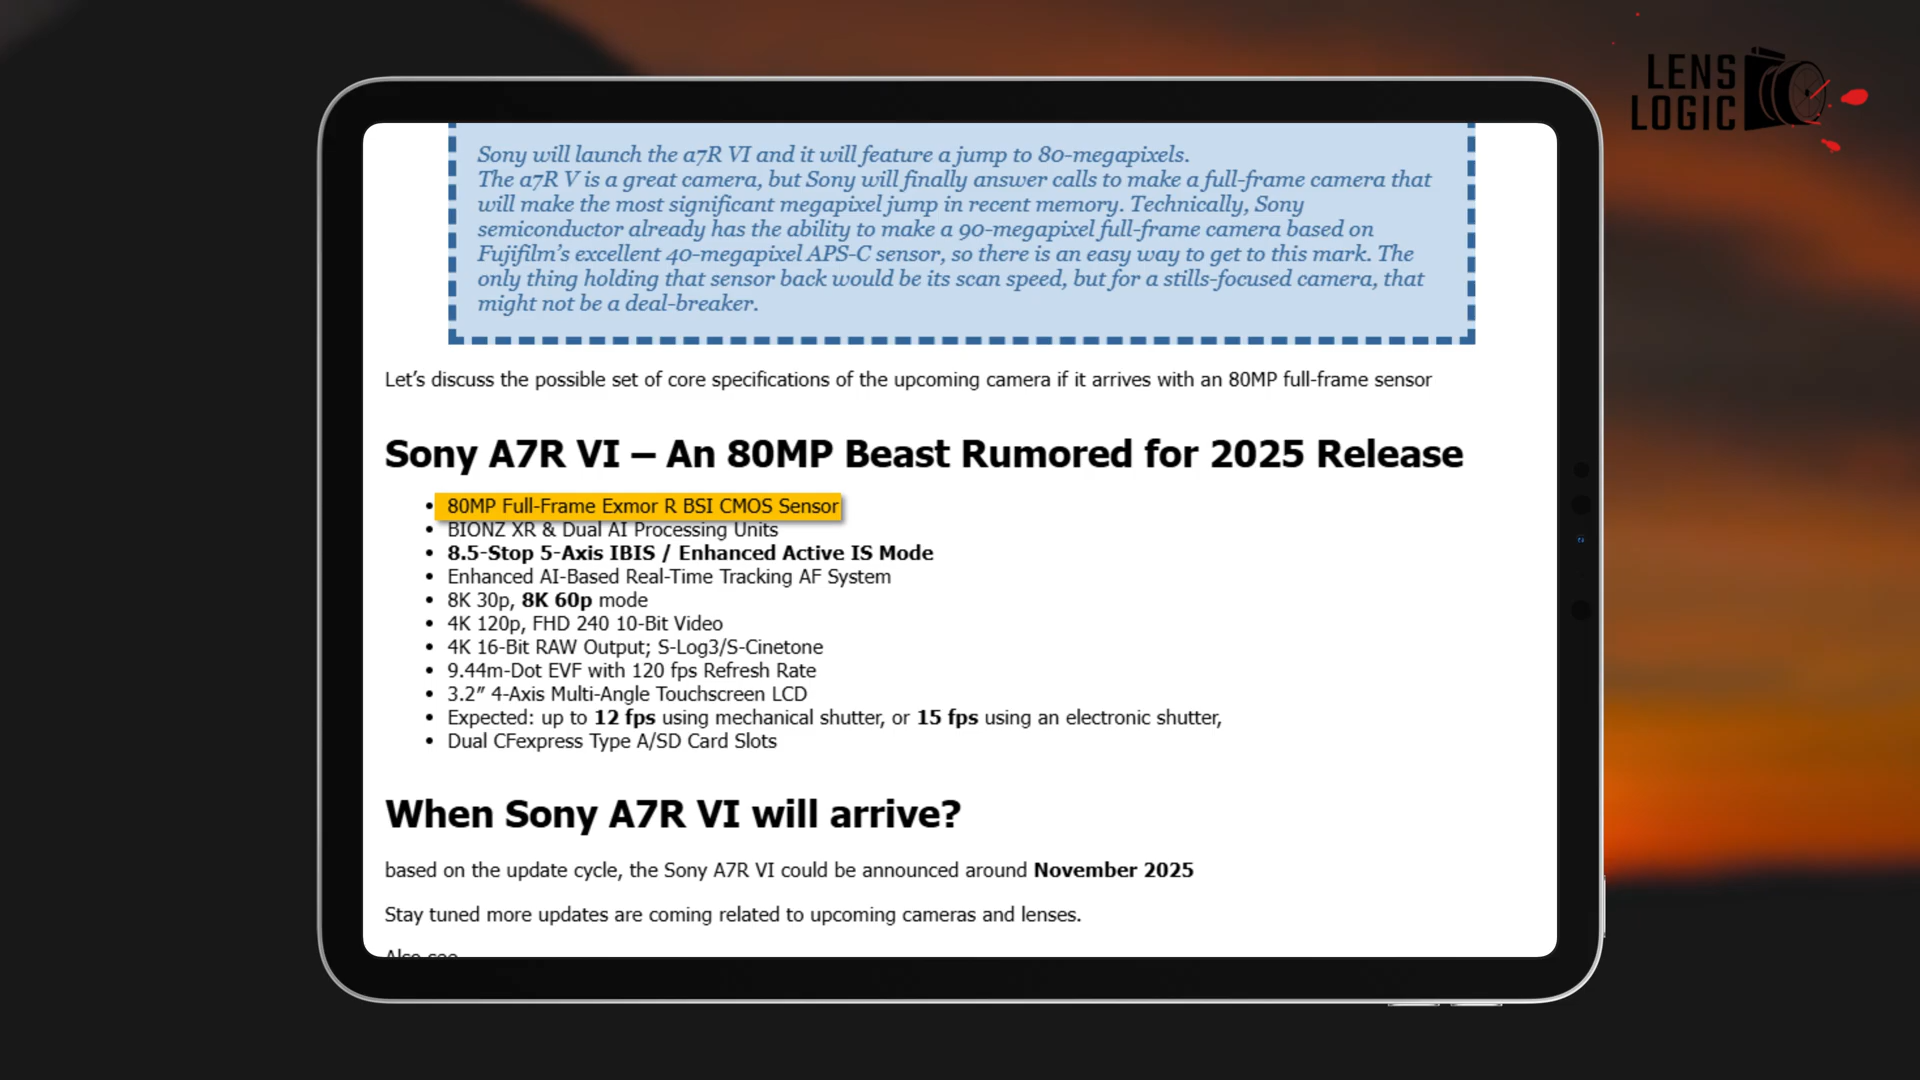 LENS
LOGIC
Sony will launch the a7R VI and it will feature a jump to 80-megapixels.
The a7R V is a great camera, but Sony will finally answer calls to make a full-frame camera that
will make the most significant megapixel jump in recent memory. Technically, Sony
semiconductor already has the ability to make a 90-megapixel full-frame camera based on
Fujifilm’s excellent 40-megapixel APS-C sensor, so there is an easy way to get to this mark. The
only thing holding that sensor back would be its scan speed, but for a stills-focused camera, that
might not be a deal-breaker.
Let’s discuss the possible set of core specifications of the upcoming camera if it arrives with an 80MP full-frame sensor
Sony A7R VI – An 80MP Beast Rumored for 2025 Release
• 80MP Full-Frame Exmor R BSI CMOS Sensor
• BIONZ XR & Dual AI Processing Units
• 8.5-Stop 5-Axis IBIS / Enhanced Active IS Mode
• Enhanced AI-Based Real-Time Tracking AF System
• 8K 30p, 8K 60p mode
• 4K 120p, FHD 240 10-Bit Video
• 4K 16-Bit RAW Output; S-Log3/S-Cinetone
• 9.44m-Dot EVF with 120 fps Refresh Rate
• 3.2″ 4-Axis Multi-Angle Touchscreen LCD
• Expected: up to 12 fps using mechanical shutter, or 15 fps using an electronic shutter,
• Dual CFexpress Type A/SD Card Slots
When Sony A7R VI will arrive?
based on the update cycle, the Sony A7R VI could be announced around November 2025
Stay tuned more updates are coming related to upcoming cameras and lenses.
Also see